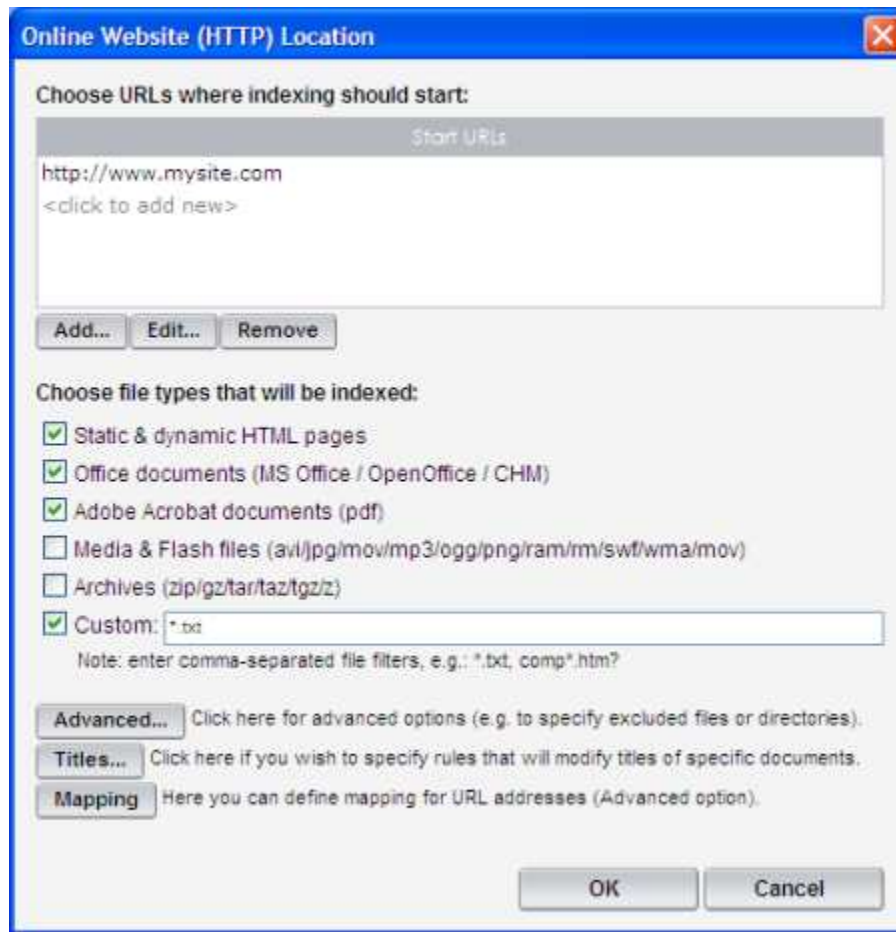 Online Website (HTTP) Location
Choose URLs where indexing should start:
Start URLs
http://www.mysite.com
<click to add new>
Add... Edit... Remove
Choose file types that will be indexed:
Static & dynamic HTML pages
Office documents (MS Office / OpenOffice / CHM)
Adobe Acrobat documents (pdf)
Media & Flash files (avi/jpg/mov/mp3/ogg/png/ram/rm/swf/wma/mov)
Archives (zip/gz/tar/taz/tgz/z)
Custom: *.txt
Note: enter comma-separated file filters, e.g.: *.txt, comp*.htm?
Advanced... Click here for advanced options (e.g. to specify excluded files or directories).
Titles... Click here if you wish to specify rules that will modify titles of specific documents.
Mapping Here you can define mapping for URL addresses (Advanced option).
OK Cancel